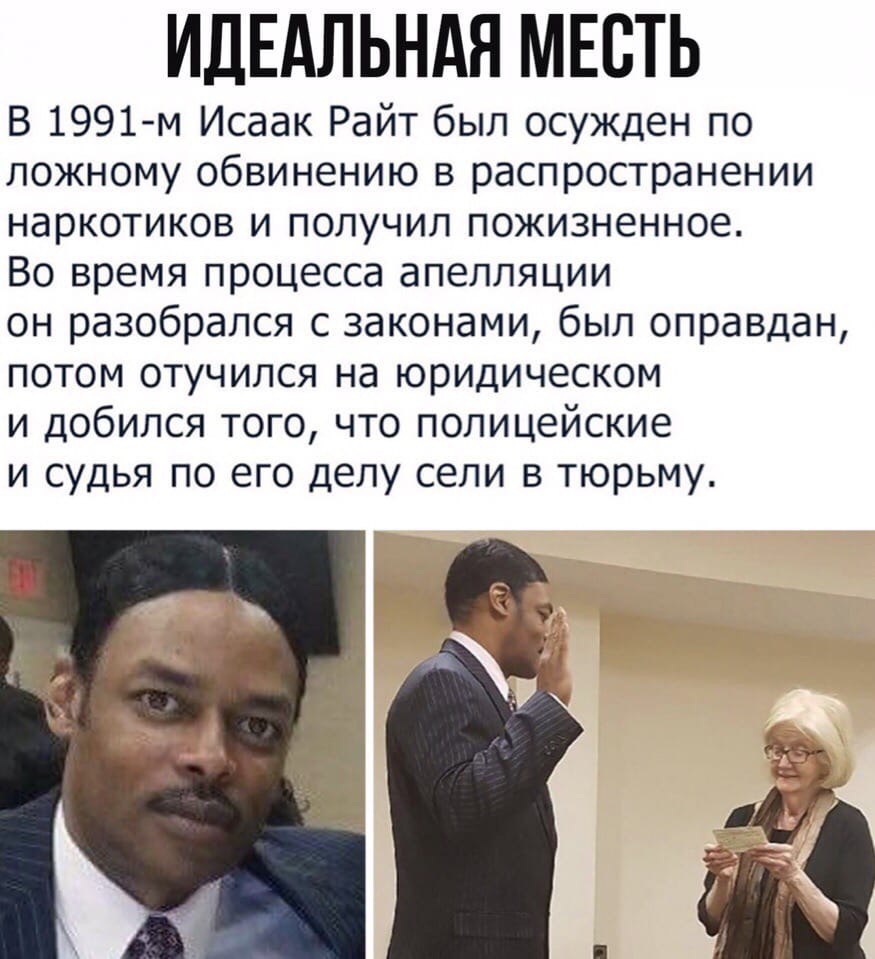 ИДЕАЛЬНАЯ МЕСТЬ
В 1991-м Исаак Райт был осужден по
ложному обвинению в распространении
наркотиков и получил пожизненное.
Во время процесса апелляции
он разобрался с законами, был оправдан,
потом отучился на юридическом
и добился того, что полицейские
и судья по его делу сели в тюрьму.